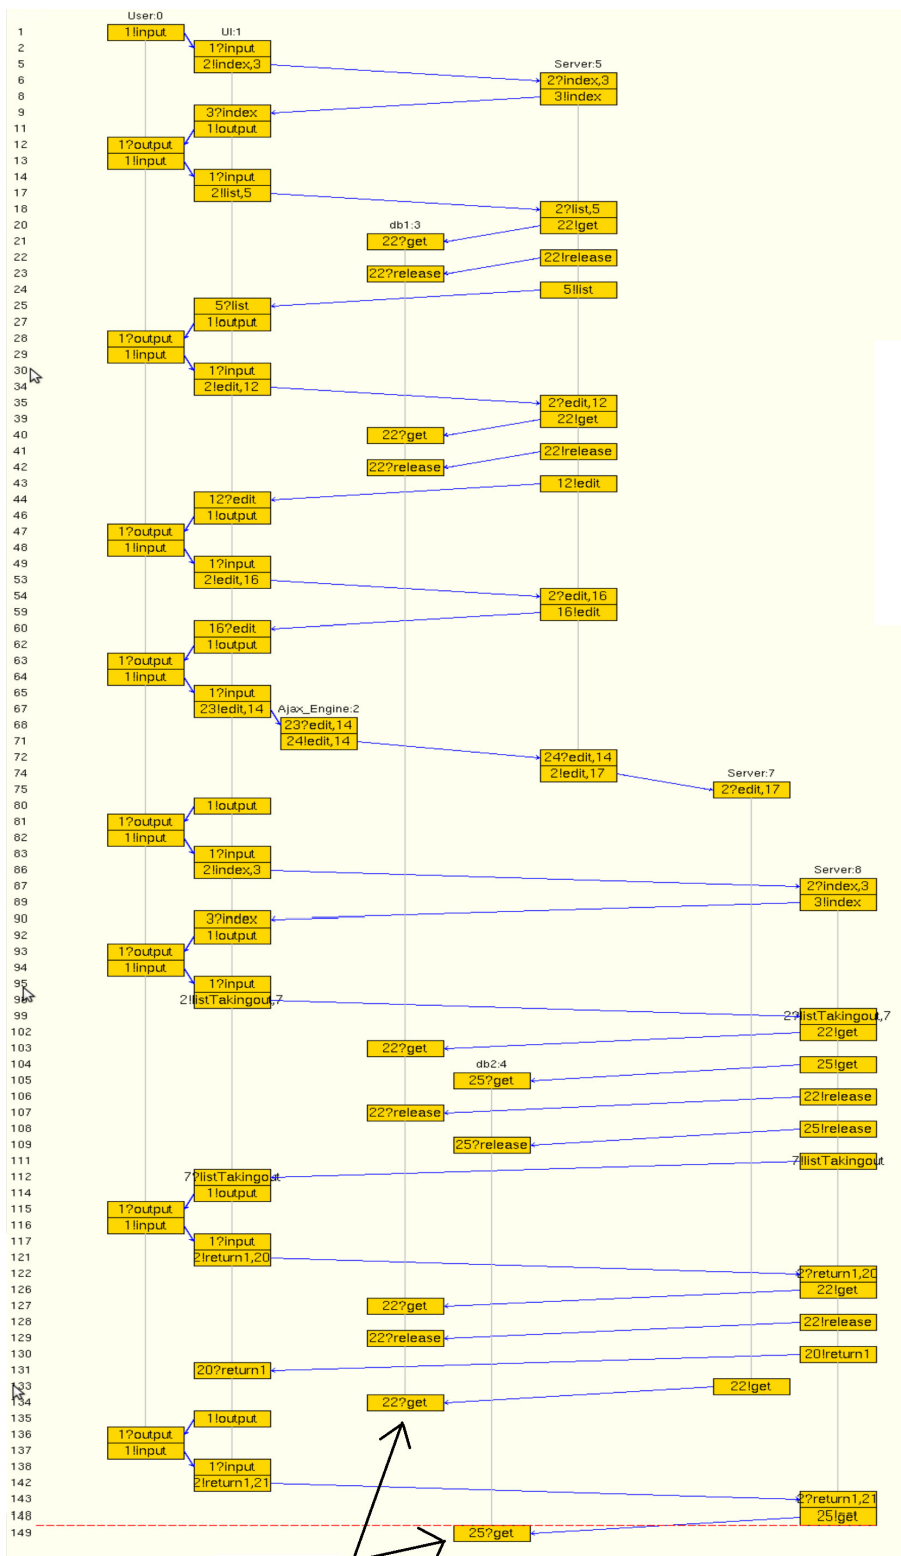 User:0
1 1!input UI:1
2 1?input
5 2!index,3 Server:5
6 2?index,3
8 3!index
9 3?index
11 1!output
12 1?output
13 1!input
14 1?input
17 2!list,5
18 2?list,5
20 db1:3 22!get
21 22?get
22 22!release
23 22?release
24 5!list
25 5?list
27 1!output
28 1?output
29 1!input
30 1?input
34 2!edit,12
35 2?edit,12
39 22!get
40 22?get
41 22!release
42 22?release
43 12!edit
44 12?edit
46 1!output
47 1?output
48 1!input
49 1?input
53 2!edit,16
54 2?edit,16
59 16!edit
60 16?edit
62 1!output
63 1?output
64 1!input
65 1?input
67 23!edit,14 Ajax_Engine:2
68 23?edit,14
71 24!edit,14
72 24?edit,14
74 2!edit,17 Server:7
75 2?edit,17
80 1!output
81 1?output
82 1!input
83 1?input
86 2!index,3 Server:8
87 2?index,3
89 3!index
90 3?index
92 1!output
93 1?output
94 1!input
95 1?input
2!listTakingout,7
99 2?listTakingout,7
102 22!get
103 22?get
104 db2:4 25!get
105 25?get
106 22!release
107 22?release
108 25!release
109 25?release
111 7!listTakingout
112 7?listTakingout
114 1!output
115 1?output
116 1!input
117 1?input
121 2!return1,20
122 2?return1,20
126 22!get
127 22?get
128 22!release
129 22?release
130 20!return1
131 20?return1
133 22!get
134 22?get
135 1!output
136 1?output
137 1!input
138 1?input
142 2!return1,21
143 2?return1,21
148 25!get
149 25?get